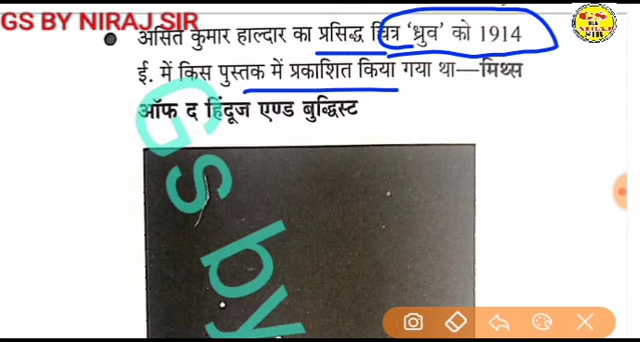 GS BY NIRAJ SIR
असित कुमार हाल्दार का प्रसिद्ध चित्र 'ध्रुव' को 1914
ई. में किस पुस्तक में प्रकाशित किया गया था—मिथ्स
ऑफ द हिंदूज एण्ड बुद्धिस्ट
GS by